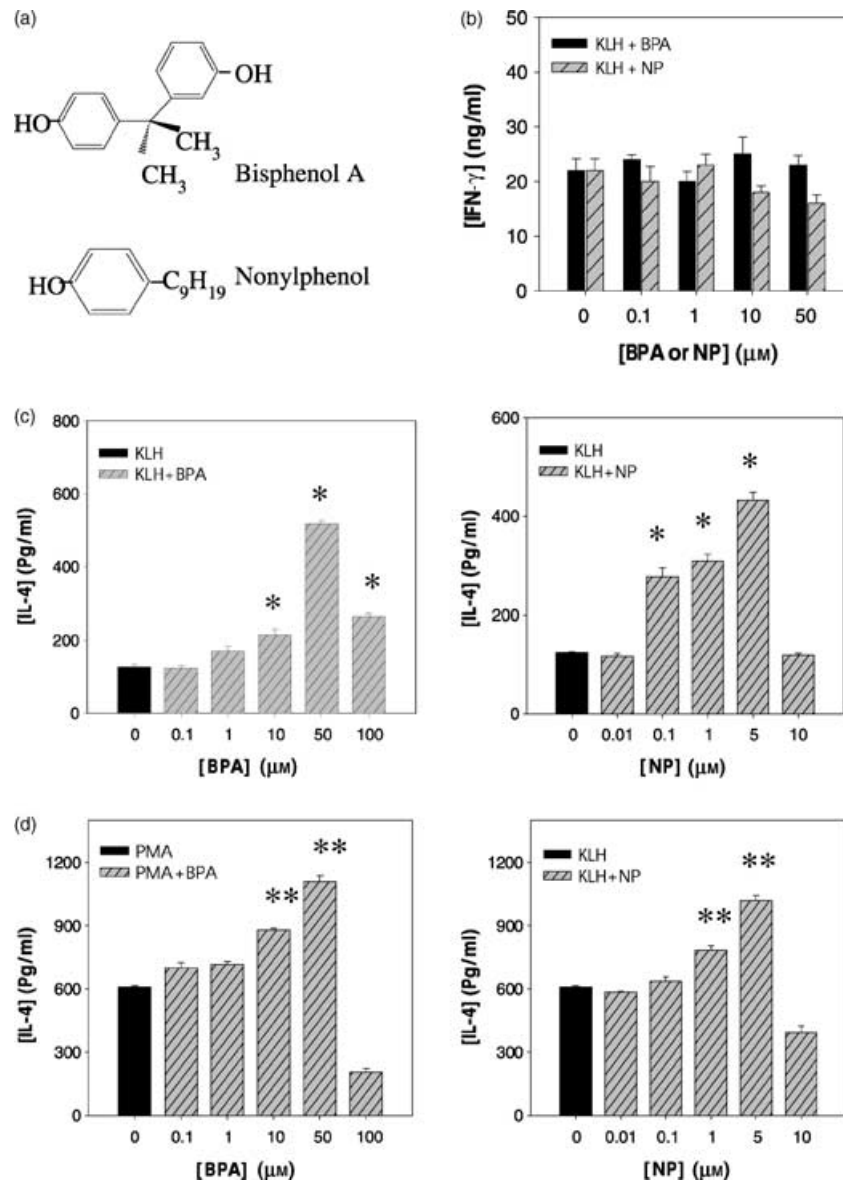 (a)
OH
HO
CH3
CH3
Bisphenol A
HO
C9H19
Nonylphenol
(b)
KLH + BPA
KLH + NP
50
40
30
20
10
0
[IFN-γ] (ng/ml)
0 0.1 1 10 50
[BPA or NP] (μM)
(c)
KLH
KLH+BPA
800
600
400
200
0
[IL-4] (Pg/ml)
* * *
0 0.1 1 10 50 100
[BPA] (μM)
KLH
KLH+NP
600
400
200
0
[IL-4] (Pg/ml)
* * *
0 0.01 0.1 1 5 10
[NP] (μM)
(d)
PMA
PMA+BPA
1200
900
600
300
0
[IL-4] (Pg/ml)
** **
0 0.1 1 10 50 100
[BPA] (μM)
KLH
KLH+NP
1200
900
600
300
0
[IL-4] (Pg/ml)
** **
0 0.01 0.1 1 5 10
[NP] (μM)